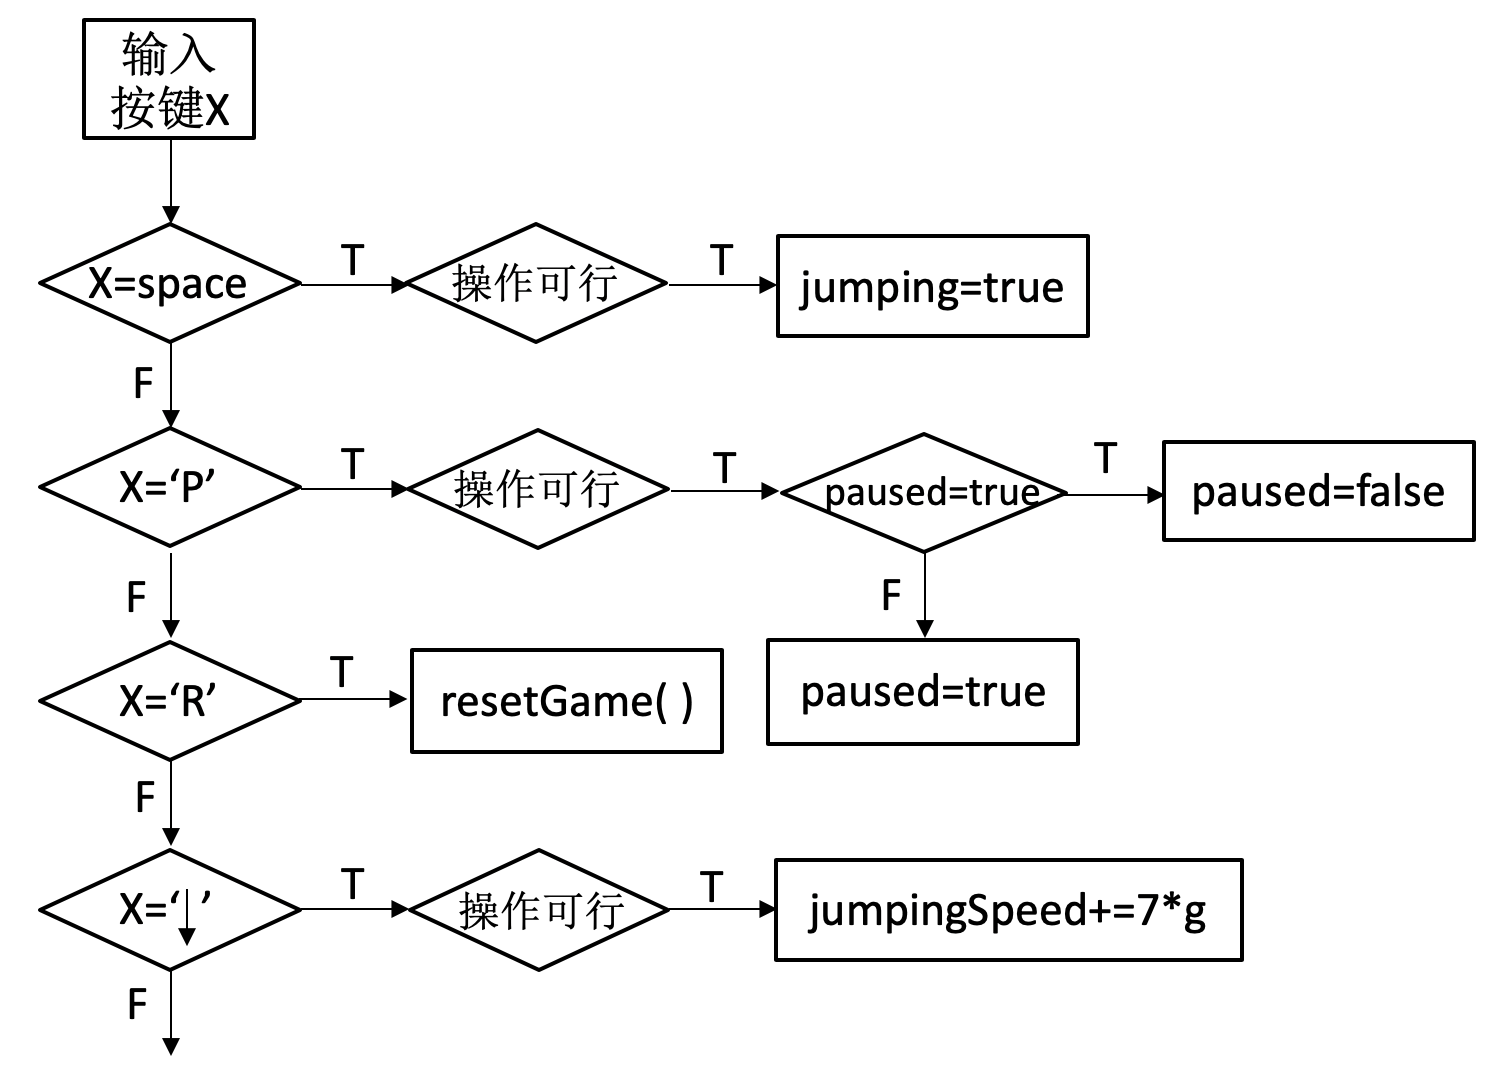 输入
按键X
X=space
T
操作可行
T
jumping=true
F
X=‘P’
T
操作可行
T
paused=true
T
paused=false
F
F
X=‘R’
T
resetGame( )
paused=true
F
X=‘↓’
T
操作可行
T
jumpingSpeed+=7*g
F